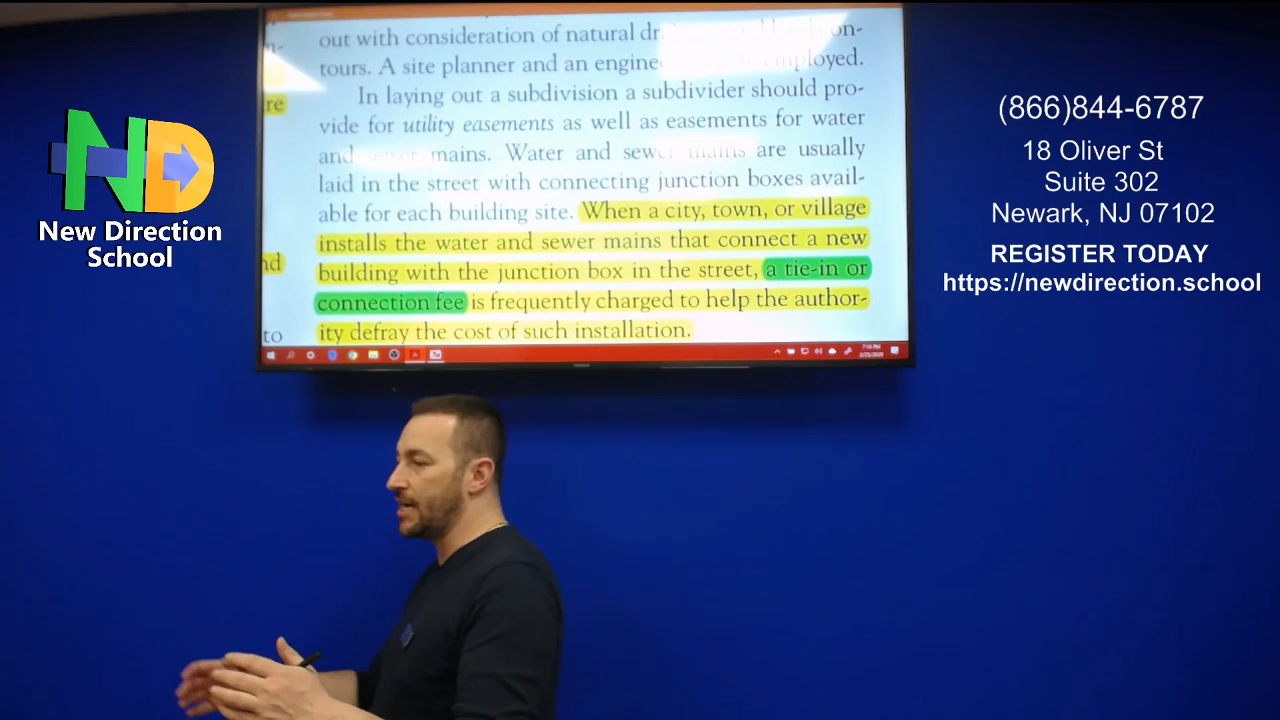 out with consideration of natural
tours. A site planner and an
In laying out a subdivision a subdivider should pro-
vide for utility easements as well as easements for water
and mains. Water and sewer mains are usually
laid in the street with connecting junction boxes avail-
able for each building site. When a city, town, or village
installs the water and sewer mains that connect a new
building with the junction box in the street, a tie-in or
connection fee is frequently charged to help the author-
ity defray the cost of such installation.
re
nd
to
ND
New Direction
School
(866)844-6787
18 Oliver St
Suite 302
Newark, NJ 07102
REGISTER TODAY
https://newdirection.school